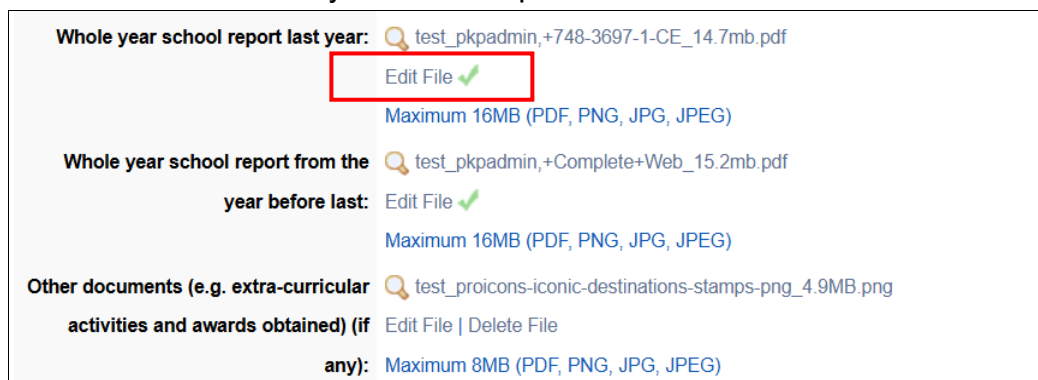 Whole year school report last year: test_pkpadmin,+748-3697-1-CE_14.7mb.pdf
Edit File
Maximum 16MB (PDF, PNG, JPG, JPEG)
Whole year school report from the test_pkpadmin,+Complete+Web_15.2mb.pdf
year before last: Edit File
Maximum 16MB (PDF, PNG, JPG, JPEG)
Other documents (e.g. extra-curricular test_proicons-iconic-destinations-stamps-png_4.9MB.png
activities and awards obtained) (if Edit File | Delete File
any): Maximum 8MB (PDF, PNG, JPG, JPEG)